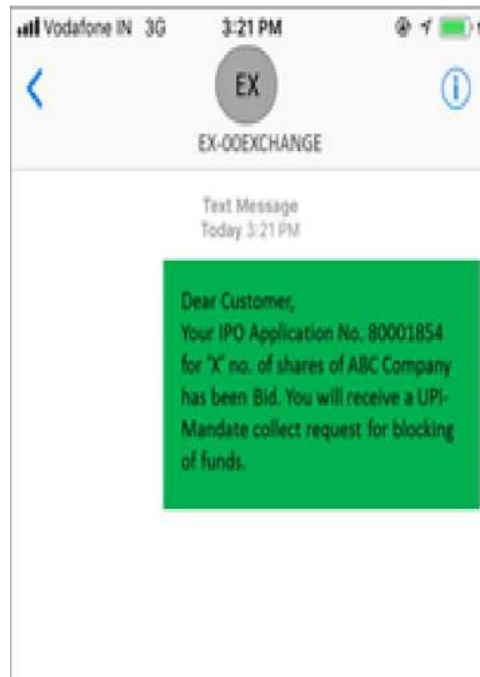 Vodafone IN 3G 3:21 PM
EX
EX-00EXCHANGE
Text Message
Today 3:21 PM
Dear Customer,
Your IPO Application No. 80001854
for 'X' no. of shares of ABC Company
has been Bid. You will receive a UPI-
Mandate collect request for blocking
of funds.